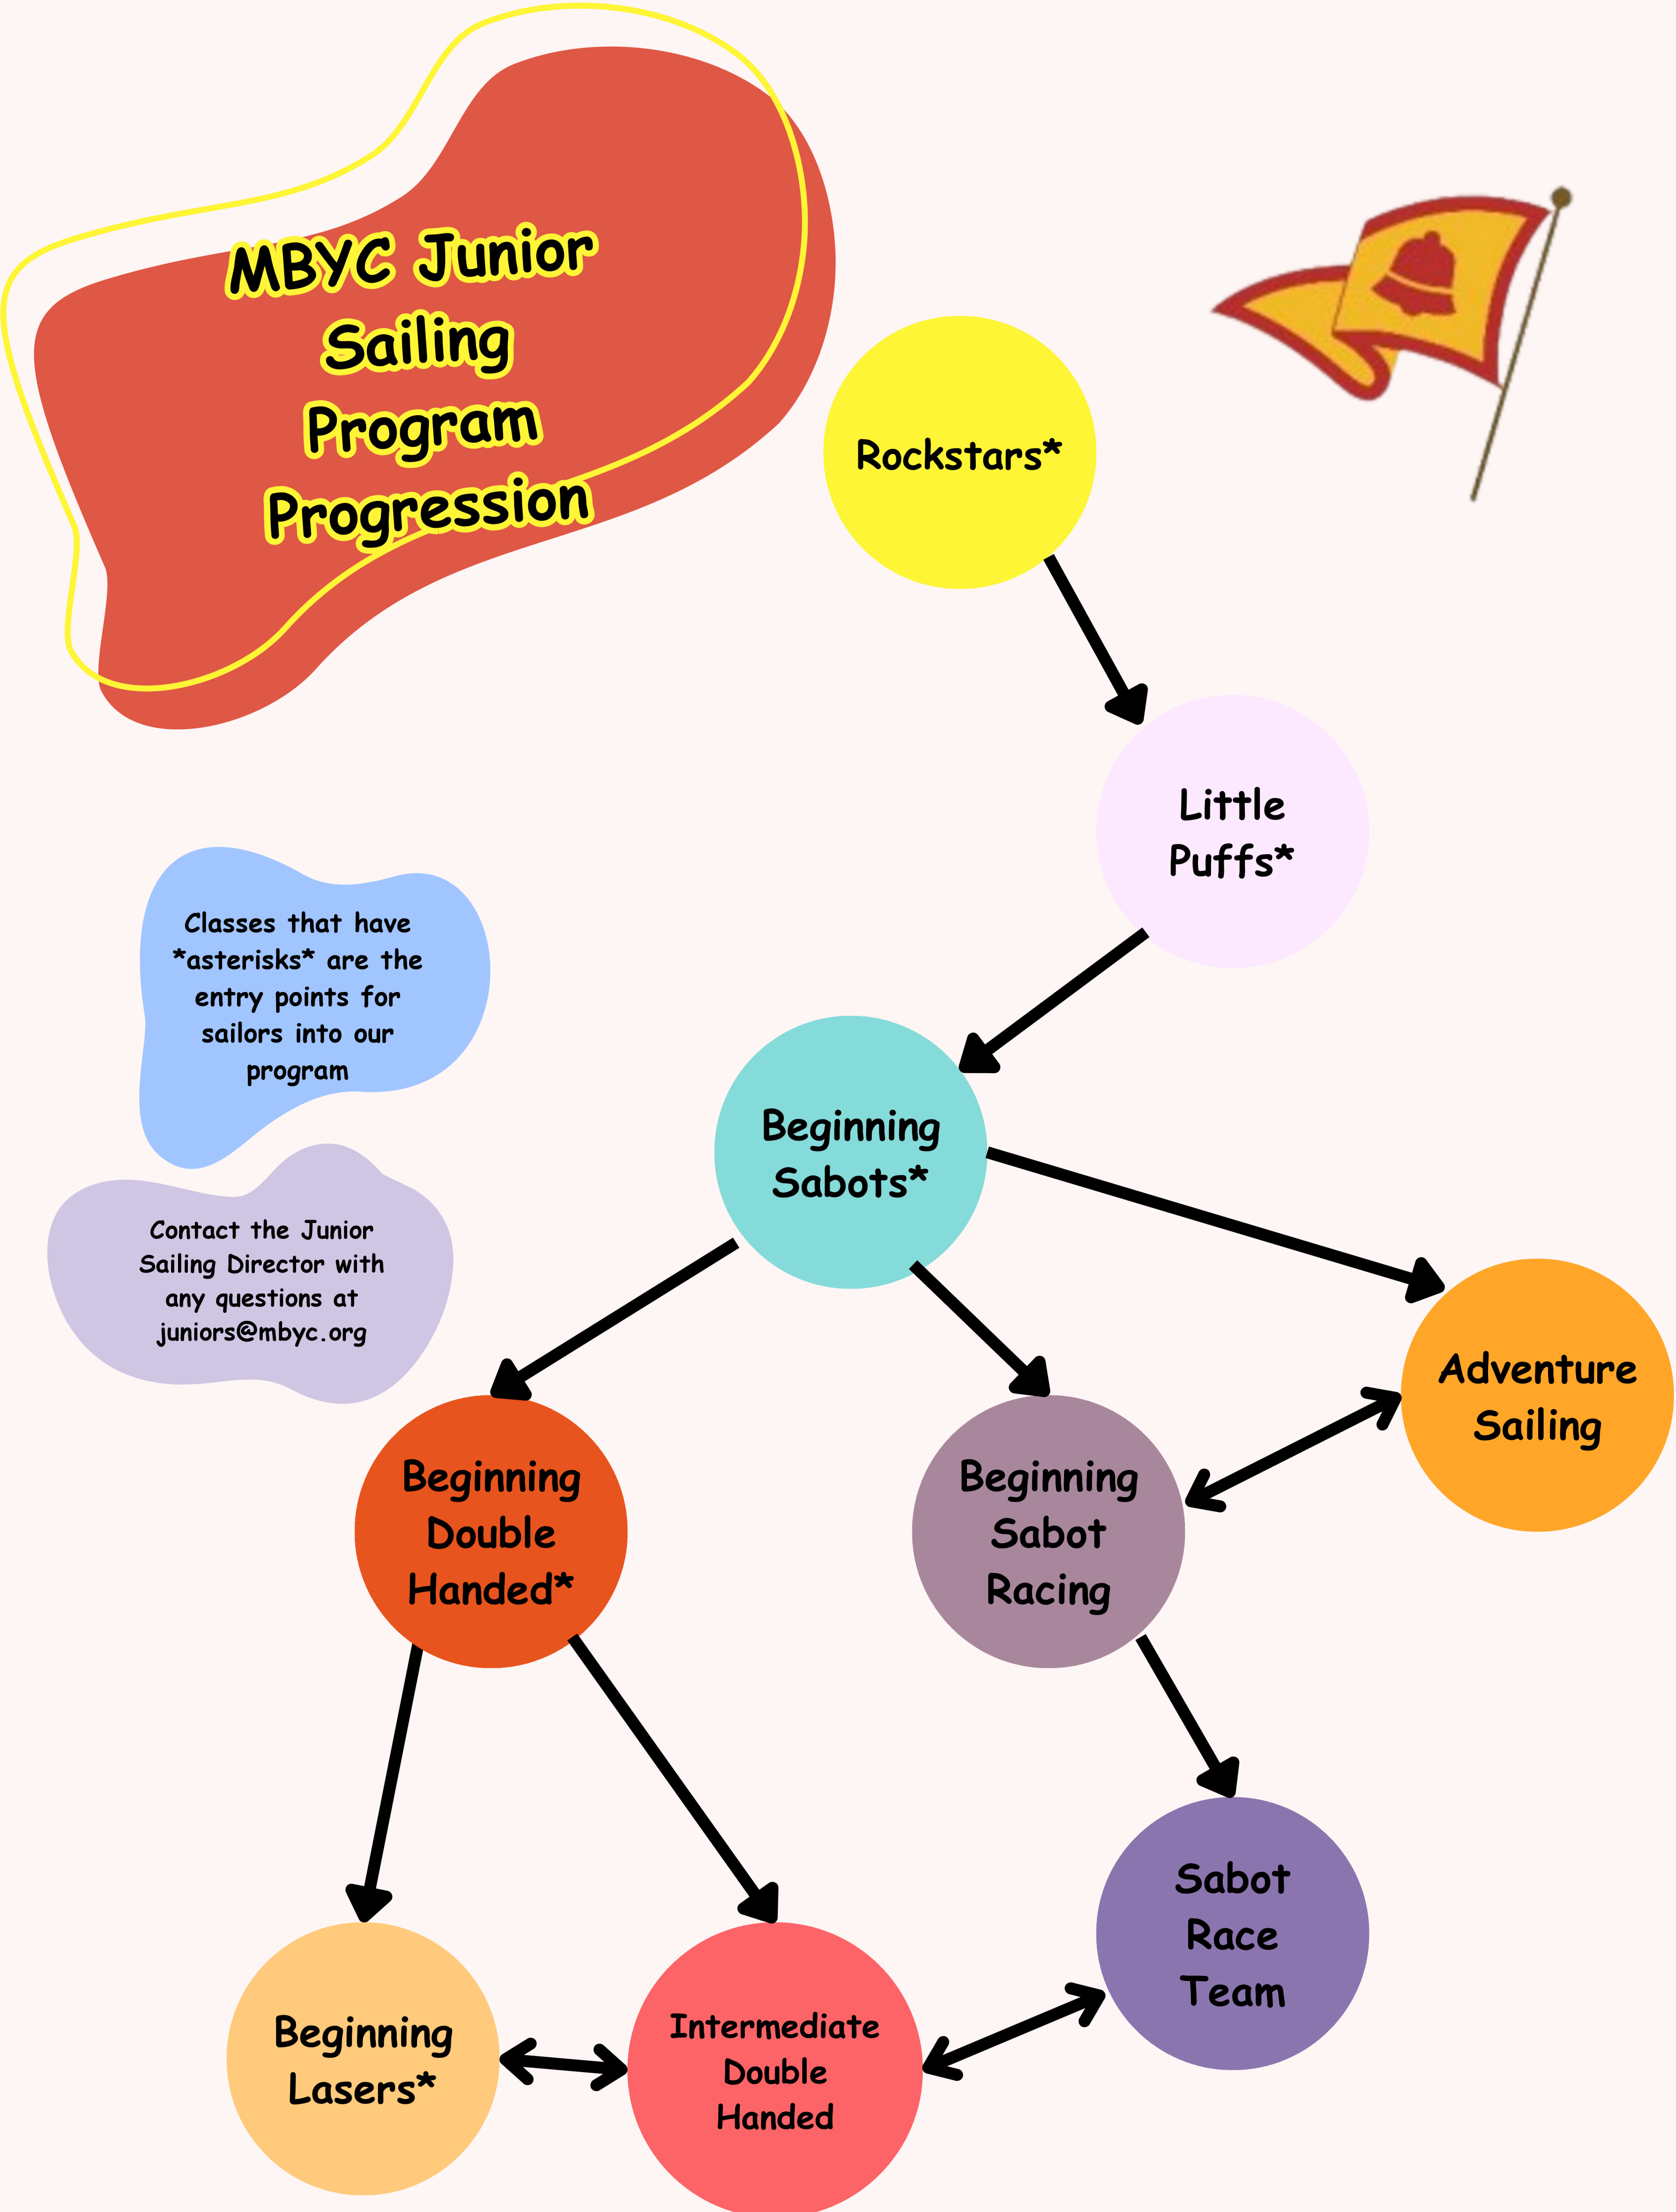 MBYC Junior
Sailing
Program
Progression
Rockstars*
Little
Puffs*
Classes that have
*asterisks* are the
entry points for
sailors into our
program
Beginning
Sabots*
Contact the Junior
Sailing Director with
any questions at
juniors@mbyc.org
Adventure
Sailing
Beginning
Double
Handed*
Beginning
Sabot
Racing
Sabot
Race
Team
Beginning
Lasers*
Intermediate
Double
Handed